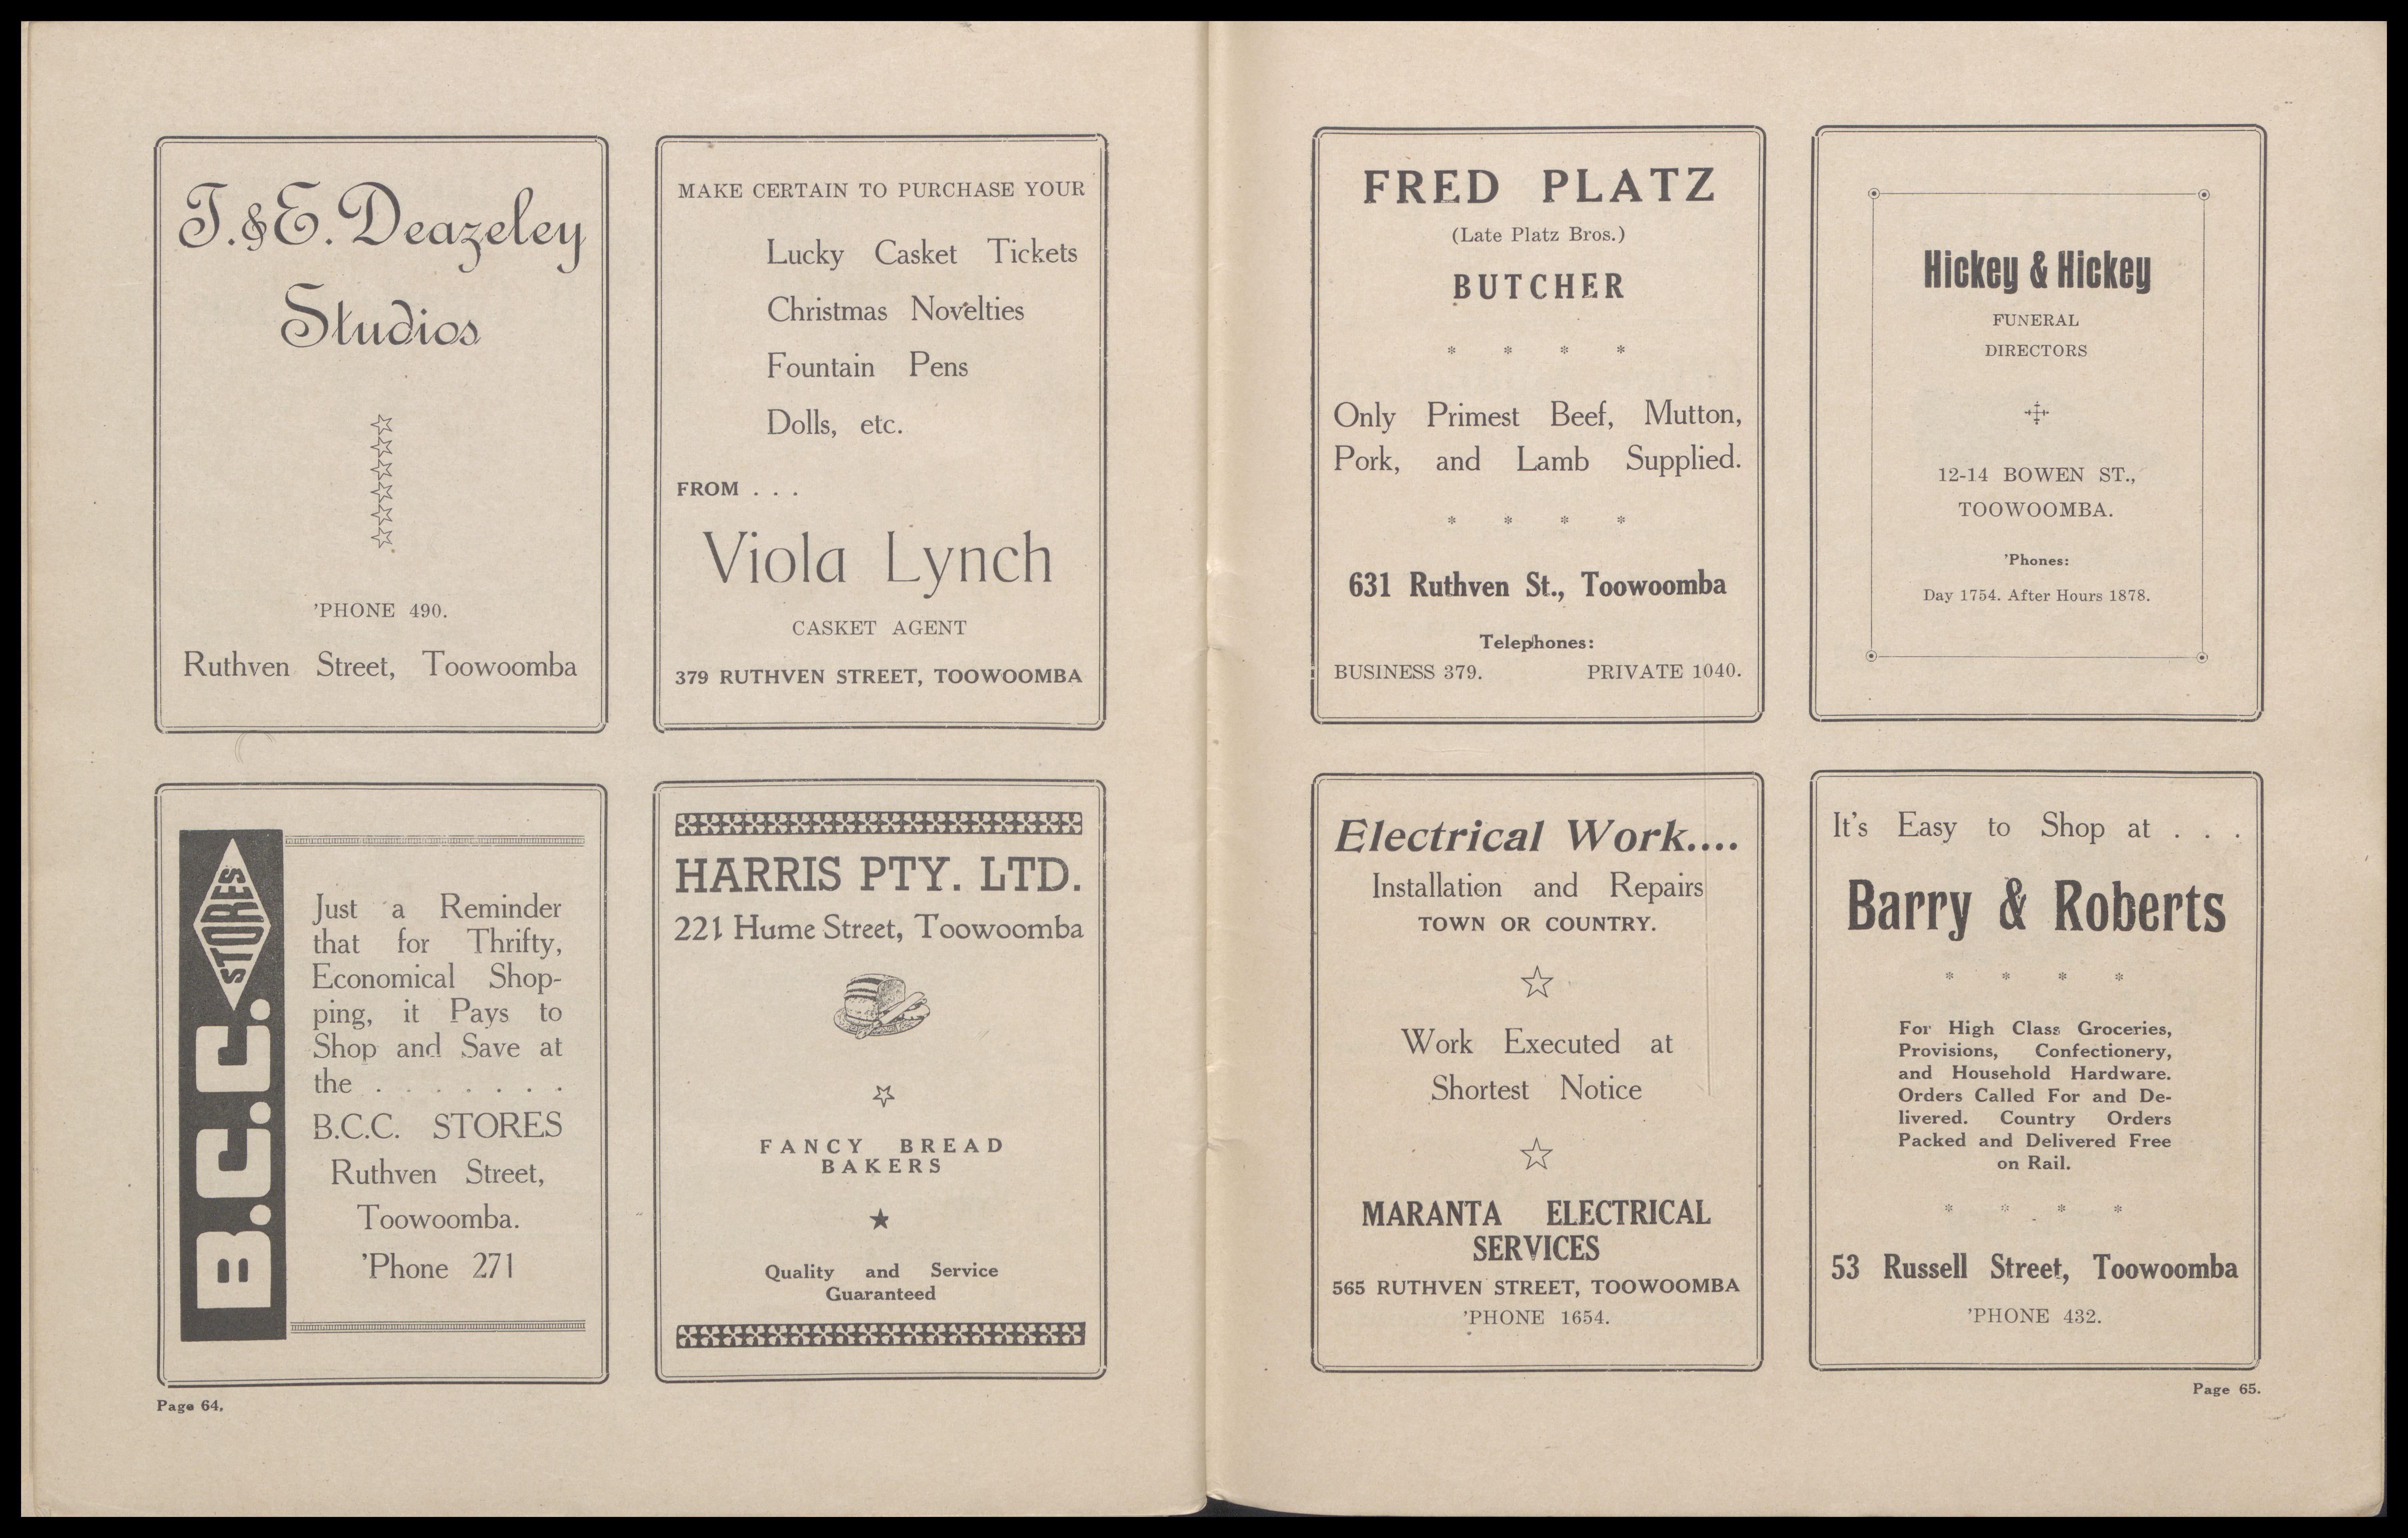 T. & E. Deazeley
Studios
'PHONE 490.
Ruthven Street, Toowoomba
MAKE CERTAIN TO PURCHASE YOUR
Lucky Casket Tickets
Christmas Novelties
Fountain Pens
Dolls, etc.
FROM . . .
Viola Lynch
CASKET AGENT
379 RUTHVEN STREET, TOOWOOMBA
B.C.C. STORES
Just a Reminder
that for Thrifty,
Economical Shop-
ping, it Pays to
Shop and Save at
the . . . . . . .
B.C.C. STORES
Ruthven Street,
Toowoomba.
'Phone 271
HARRIS PTY. LTD.
221 Hume Street, Toowoomba
FANCY BREAD
BAKERS
Quality and Service
Guaranteed
Page 64.
FRED PLATZ
(Late Platz Bros.)
BUTCHER
* * * *
Only Primest Beef, Mutton,
Pork, and Lamb Supplied.
* * * *
631 Ruthven St., Toowoomba
Telephones:
BUSINESS 379. PRIVATE 1040.
Hickey & Hickey
FUNERAL
DIRECTORS
12-14 BOWEN ST.,
TOOWOOMBA.
'Phones:
Day 1754. After Hours 1878.
Electrical Work....
Installation and Repairs
TOWN OR COUNTRY.
Work Executed at
Shortest Notice
MARANTA ELECTRICAL
SERVICES
565 RUTHVEN STREET, TOOWOOMBA
'PHONE 1654.
It's Easy to Shop at . . .
Barry & Roberts
* * * *
For High Class Groceries,
Provisions, Confectionery,
and Household Hardware.
Orders Called For and De-
livered. Country Orders
Packed and Delivered Free
on Rail.
* * * *
53 Russell Street, Toowoomba
'PHONE 432.
Page 65.